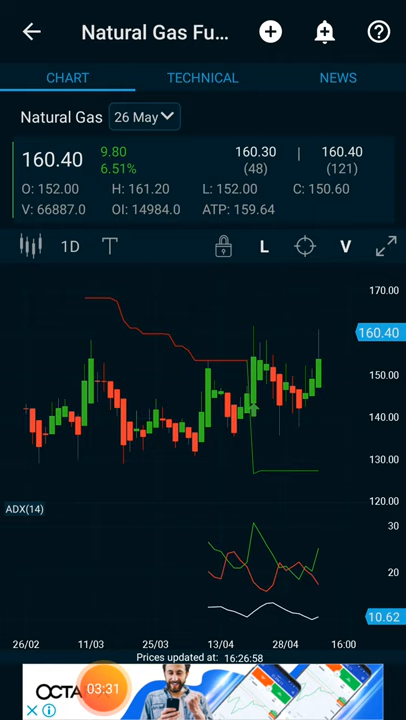 Natural Gas Fu...
CHART TECHNICAL NEWS
Natural Gas 26 May
160.40 9.80 6.51% 160.30 (48) | 160.40 (121)
O: 152.00 H: 161.20 L: 152.00 C: 150.60
V: 66887.0 OI: 14984.0 ATP: 159.64
1D T L V
170.00
160.40
150.00
140.00
130.00
120.00
ADX(14)
30
20
10.62
26/02 11/03 25/03 13/04 28/04 16:00
Prices updated at: 16:26:58
OCTA
03:31